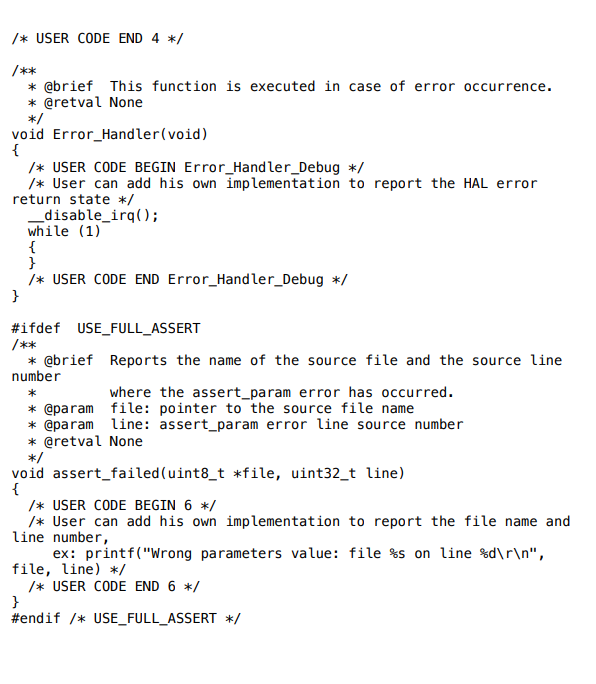 /* USER CODE END 4 */
/**
  * @brief  This function is executed in case of error occurrence.
  * @retval None
  */
void Error_Handler(void)
{
  /* USER CODE BEGIN Error_Handler_Debug */
  /* User can add his own implementation to report the HAL error
return state */
  __disable_irq();
  while (1)
  {
  }
  /* USER CODE END Error_Handler_Debug */
}
#ifdef  USE_FULL_ASSERT
/**
  * @brief  Reports the name of the source file and the source line
number
  *         where the assert_param error has occurred.
  * @param  file: pointer to the source file name
  * @param  line: assert_param error line source number
  * @retval None
  */
void assert_failed(uint8_t *file, uint32_t line)
{
  /* USER CODE BEGIN 6 */
  /* User can add his own implementation to report the file name and
line number,
     ex: printf("Wrong parameters value: file %s on line %d\r\n",
file, line) */
  /* USER CODE END 6 */
}
#endif /* USE_FULL_ASSERT */